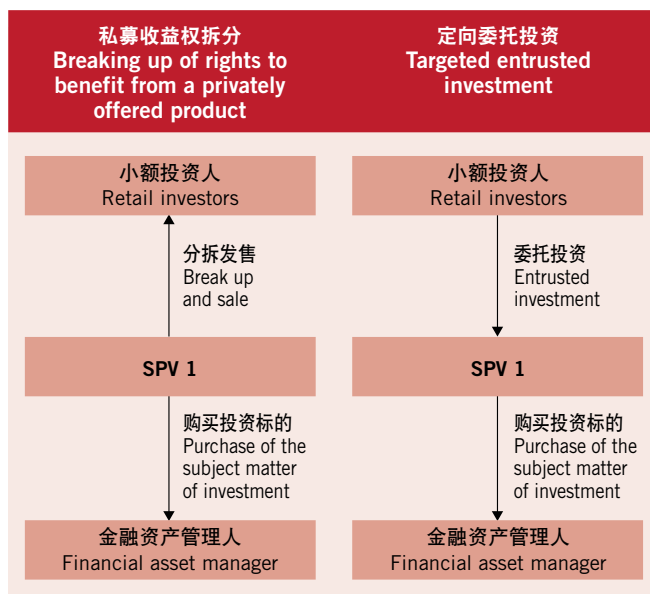 私募收益权拆分
Breaking up of rights to
benefit from a privately
offered product
定向委托投资
Targeted entrusted
investment
小额投资人
Retail investors
分拆发售
Break up
and sale
SPV 1
购买投资标的
Purchase of the
subject matter
of investment
金融资产管理人
Financial asset manager
小额投资人
Retail investors
委托投资
Entrusted
investment
SPV 1
购买投资标的
Purchase of the
subject matter
of investment
金融资产管理人
Financial asset manager